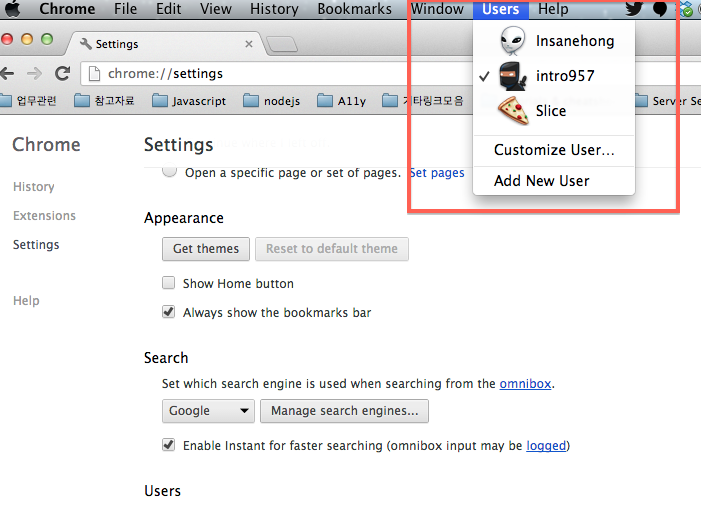 Chrome File Edit View History Bookmarks Window Users Help
Settings
chrome://settings
업무관련 참고자료 Javascript nodejs A11y 기타링크모음 Server Se
Insanehong
intro957
Slice
Customize User...
Add New User
Chrome
History
Extensions
Settings
Help
Settings
Open a specific page or set of pages. Set pages
Appearance
Get themes Reset to default theme
Show Home button
Always show the bookmarks bar
Search
Set which search engine is used when searching from the omnibox.
Google Manage search engines...
Enable Instant for faster searching (omnibox input may be logged)
Users